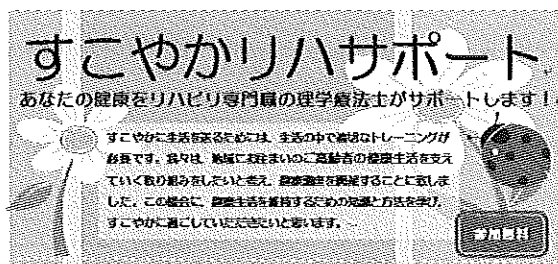 すこやかリハサポート
あなたの健康をリハビリ専門職の理学療法士がサポートします！
すこやかに生活を送るためには、生活の中で適切なトレーニングが
必要です。我々は、地域にお住まいのご高齢者の健康生活を支え
ていく取り組みをしたいと考え、健康教室を開催することに致しま
した。この機会に、健康生活を維持するための知識と方法を学び、
すこやかに過ごしていただきたいと思います。
参加無料